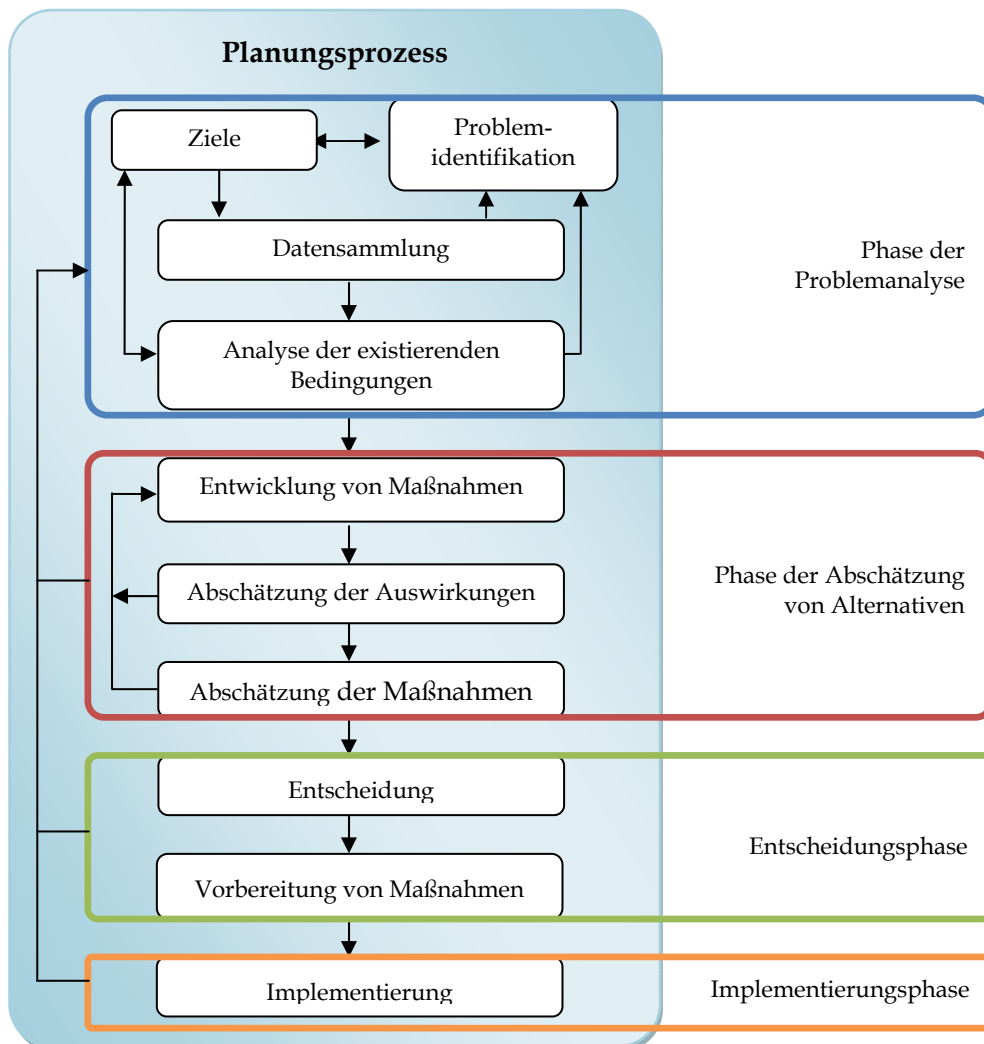 Planungsprozess
Ziele
Problem-
identifikation
Datensammlung
Analyse der existierenden
Bedingungen
Phase der
Problemanalyse
Entwicklung von Maßnahmen
Abschätzung der Auswirkungen
Abschätzung der Maßnahmen
Phase der Abschätzung
von Alternativen
Entscheidung
Vorbereitung von Maßnahmen
Entscheidungsphase
Implementierung
Implementierungsphase